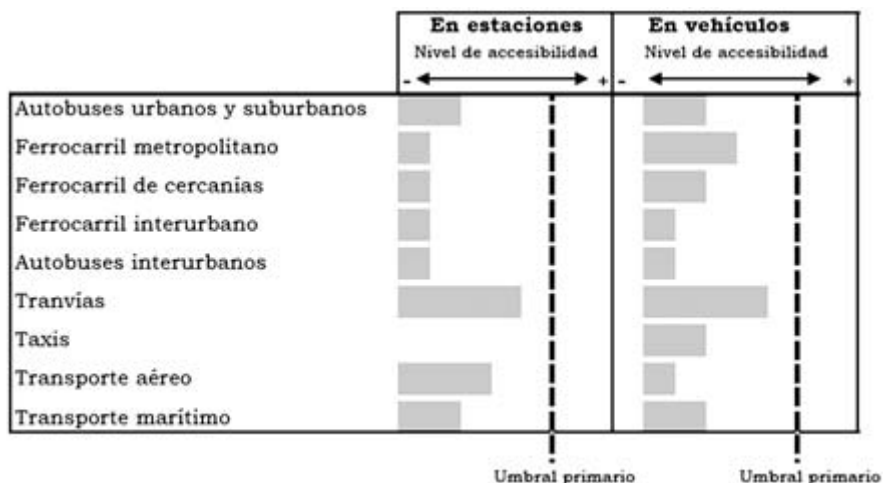 En estaciones
En vehículos
Nivel de accesibilidad
Nivel de accesibilidad
- + - +
Autobuses urbanos y suburbanos
Ferrocarril metropolitano
Ferrocarril de cercanías
Ferrocarril interurbano
Autobuses interurbanos
Tranvías
Taxis
Transporte aéreo
Transporte marítimo
Umbral primario
Umbral primario